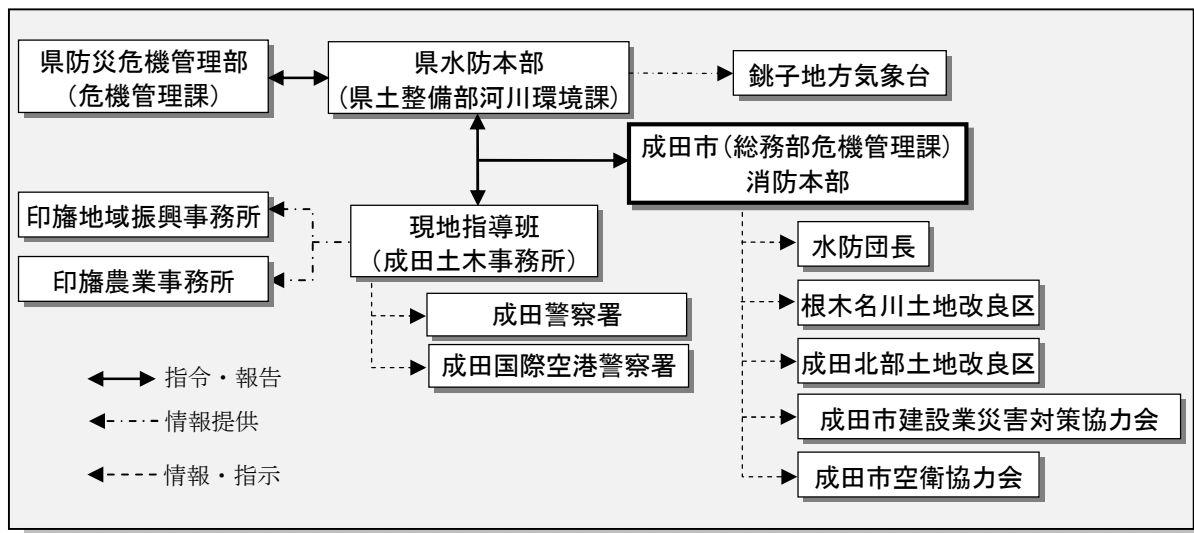 県防災危機管理部
（危機管理課）
県水防本部
（県土整備部河川環境課）
銚子地方気象台
成田市（総務部危機管理課）
消防本部
印旛地域振興事務所
印旛農業事務所
現地指導班
（成田土木事務所）
水防団長
根木名川土地改良区
成田北部土地改良区
成田市建設業災害対策協力会
成田市空衛協力会
成田警察署
成田国際空港警察署
指令・報告
情報提供
情報・指示